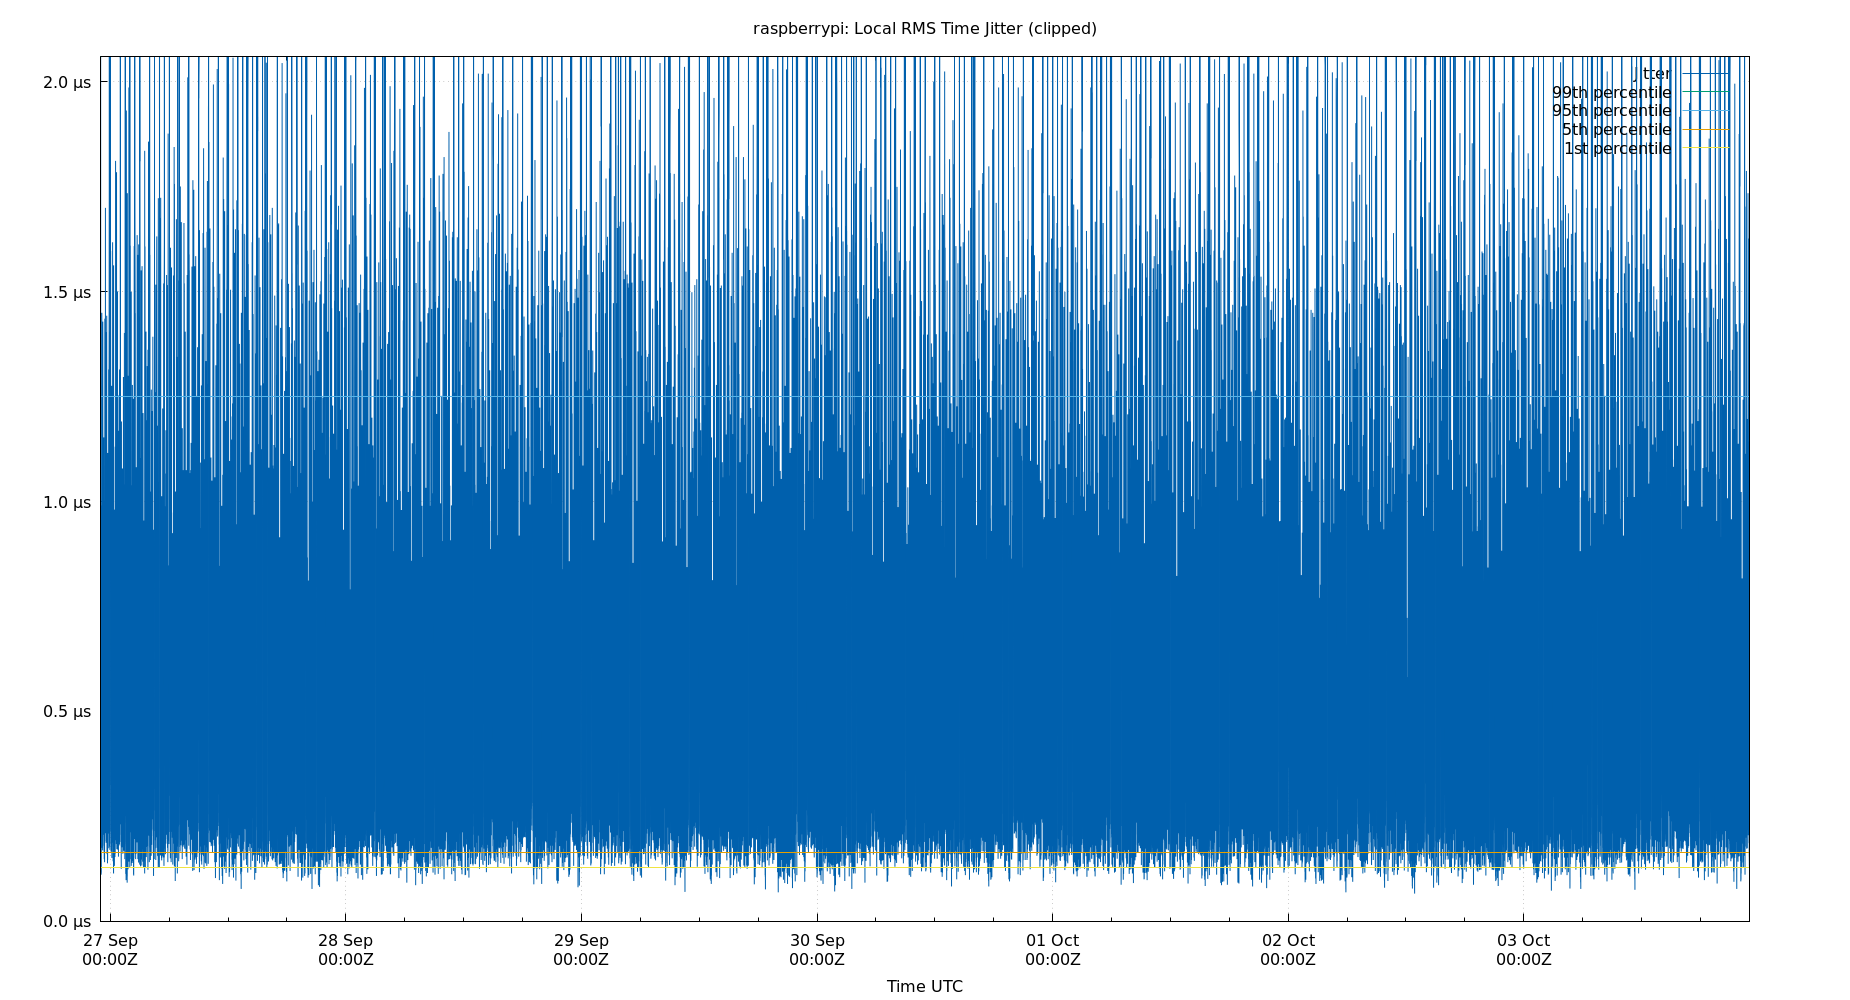 raspberrypi: Local RMS Time Jitter (clipped)
2.0 µs
1.5 µs
1.0 µs
0.5 µs
0.0 µs
jitter
99th percentile
95th percentile
5th percentile
1st percentile
27 Sep 28 Sep 29 Sep 30 Sep 01 Oct 02 Oct 03 Oct
00:00Z 00:00Z 00:00Z 00:00Z 00:00Z 00:00Z 00:00Z
Time UTC